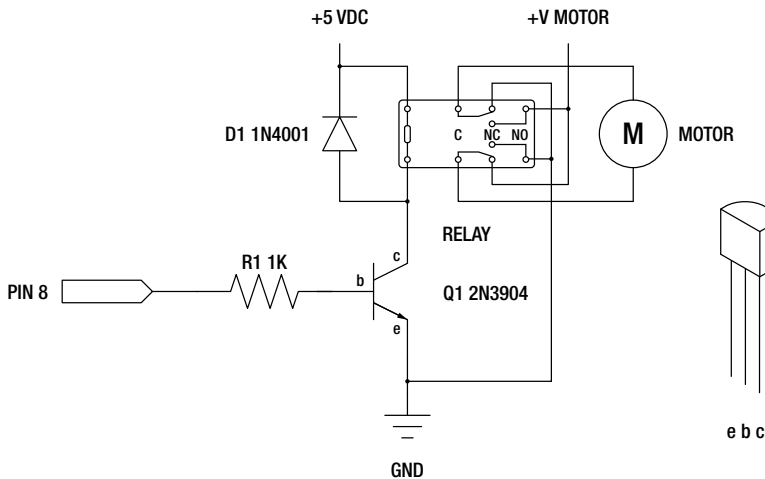 +5 VDC
+V MOTOR
D1 1N4001
C NC NO
M
MOTOR
RELAY
c
R1 1K
b
PIN 8
Q1 2N3904
e
e b c
GND